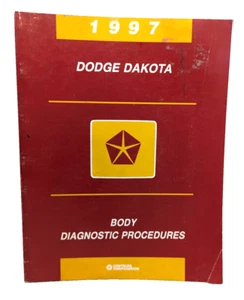 1997
DODGE DAKOTA
BODY
DIAGNOSTIC PROCEDURES